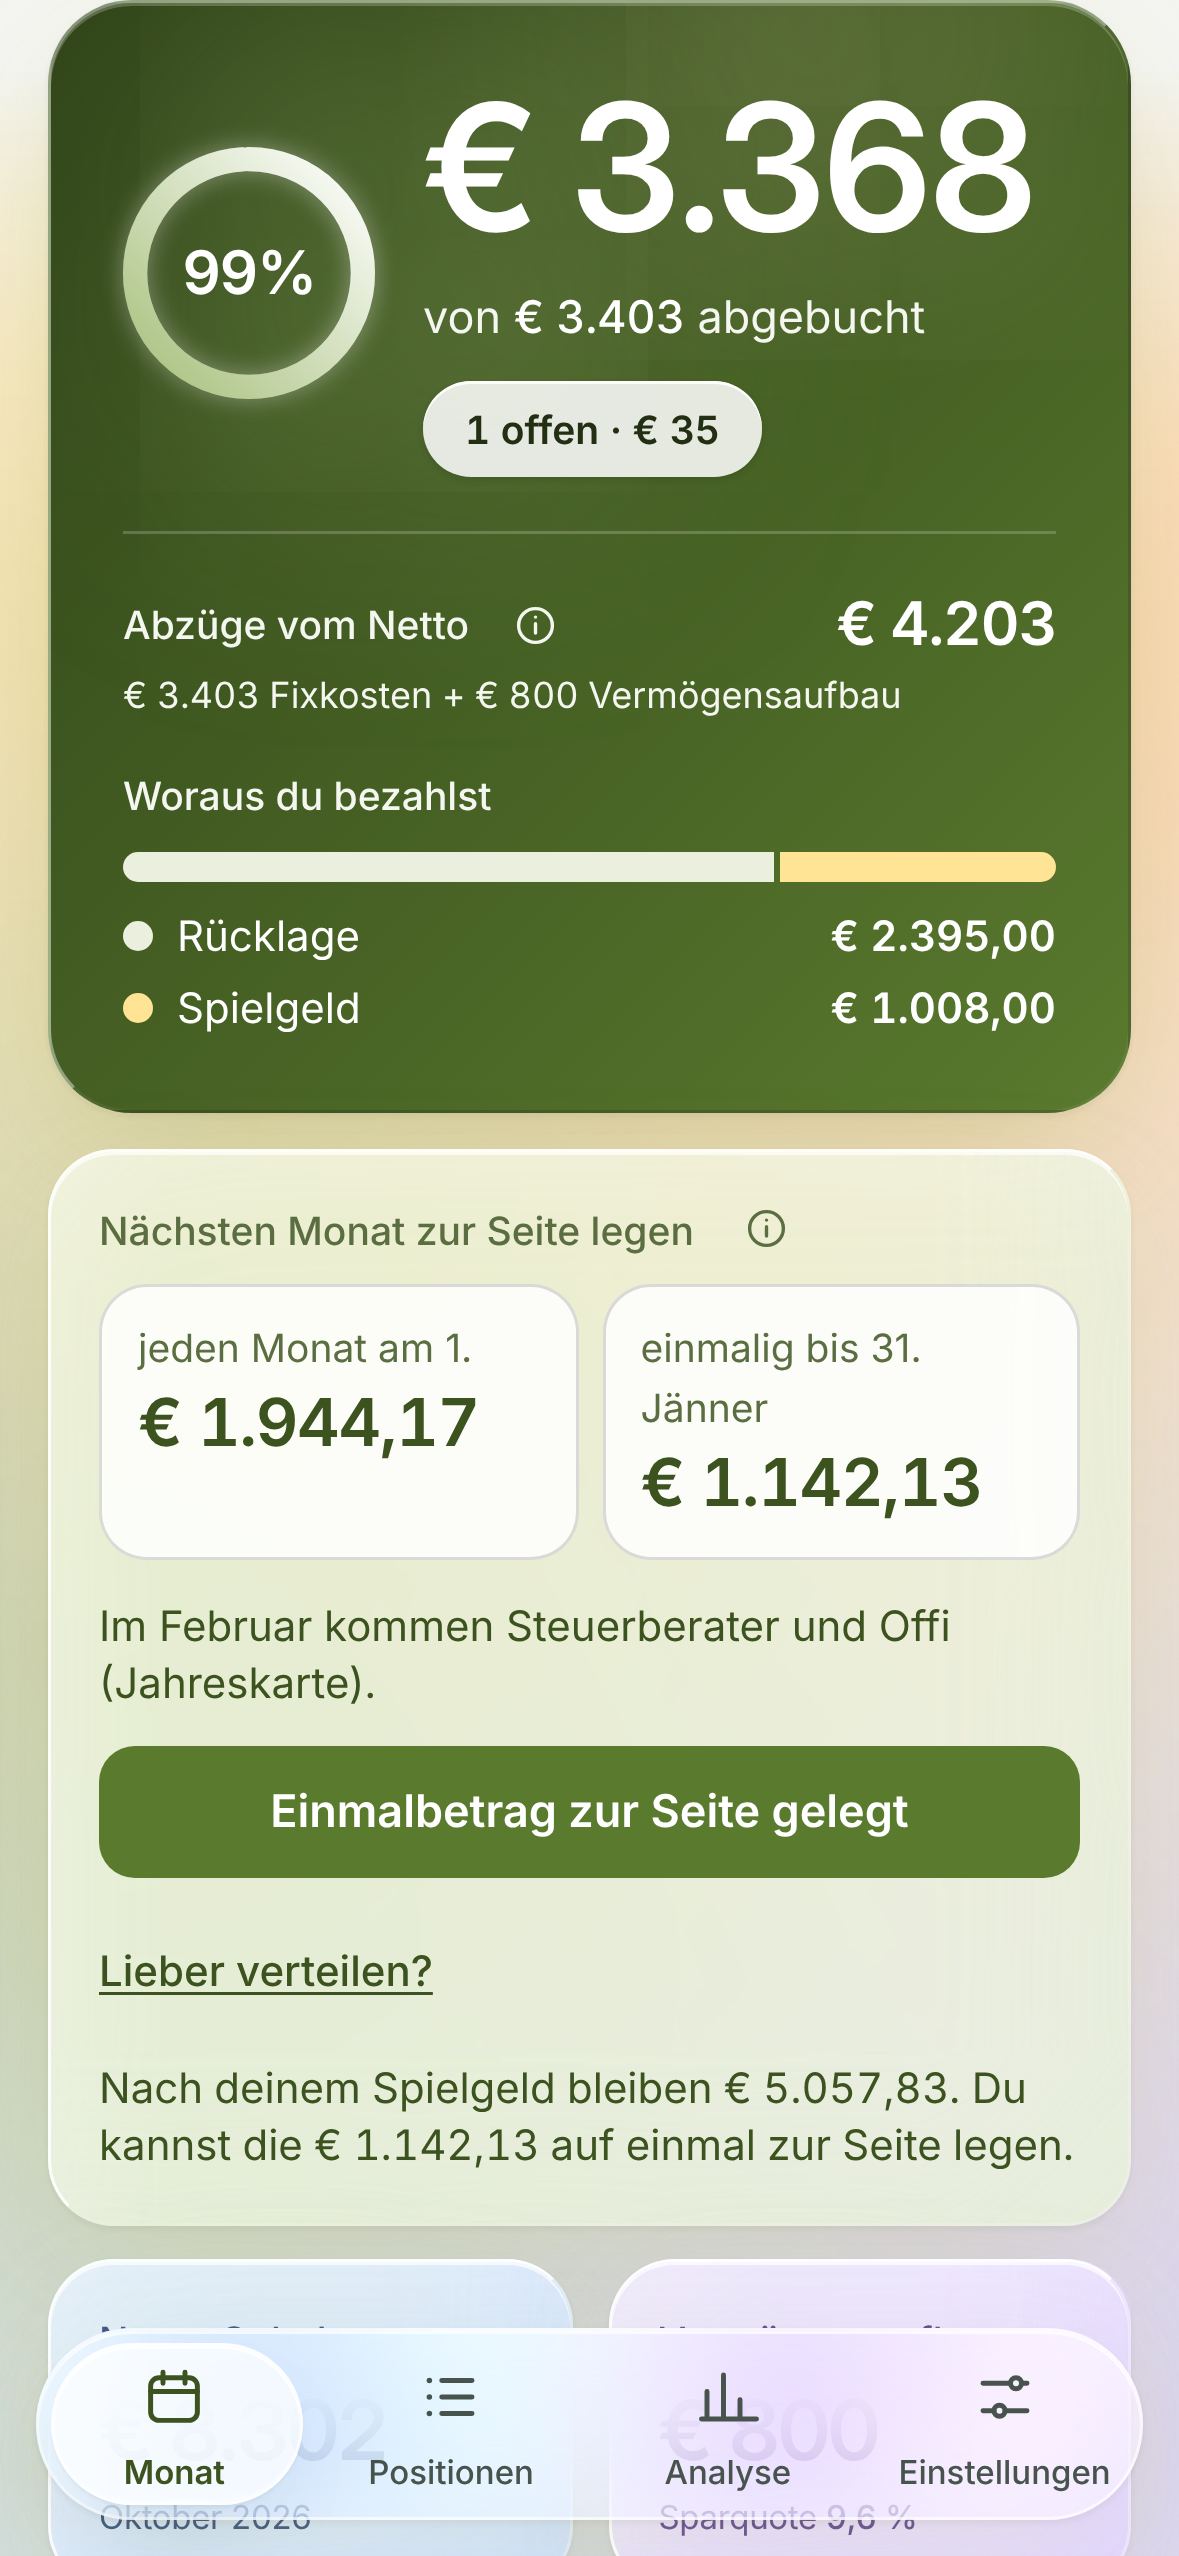 99%
€ 3.368
von € 3.403 abgebucht
1 offen · € 35
Abzüge vom Netto
€ 4.203
€ 3.403 Fixkosten + € 800 Vermögensaufbau
Woraus du bezahlst
Rücklage
€ 2.395,00
Spielgeld
€ 1.008,00
Nächsten Monat zur Seite legen
jeden Monat am 1.
€ 1.944,17
einmalig bis 31.
Jänner
€ 1.142,13
Im Februar kommen Steuerberater und Offi
(Jahreskarte).
Einmalbetrag zur Seite gelegt
Lieber verteilen?
Nach deinem Spielgeld bleiben € 5.057,83. Du
kannst die € 1.142,13 auf einmal zur Seite legen.
€ 8.302
€ 800
Monat
Positionen
Analyse
Einstellungen
Oktober 2026
Sparquote 9,6 %